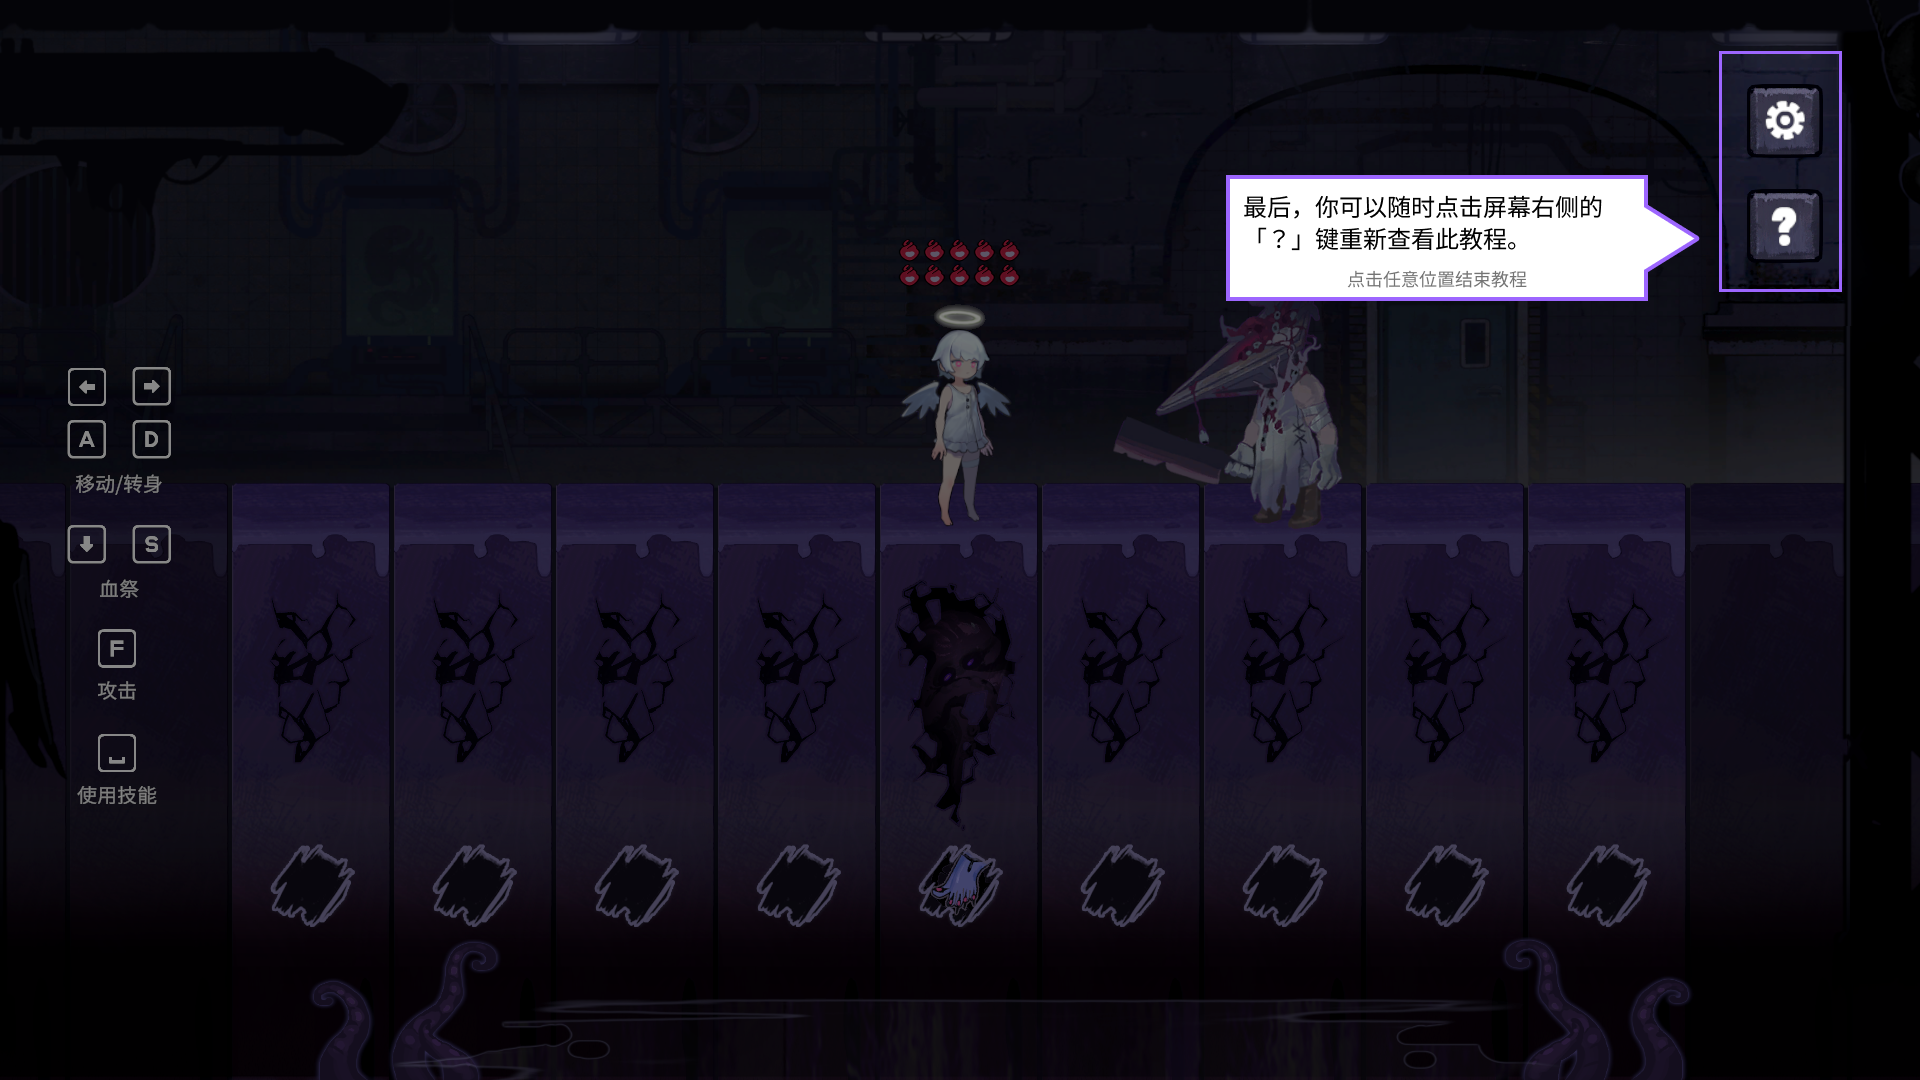 最后，你可以随时点击屏幕右侧的
「？」键重新查看此教程。
点击任意位置结束教程
A D
移动/转身
S
血祭
F
攻击
使用技能
?